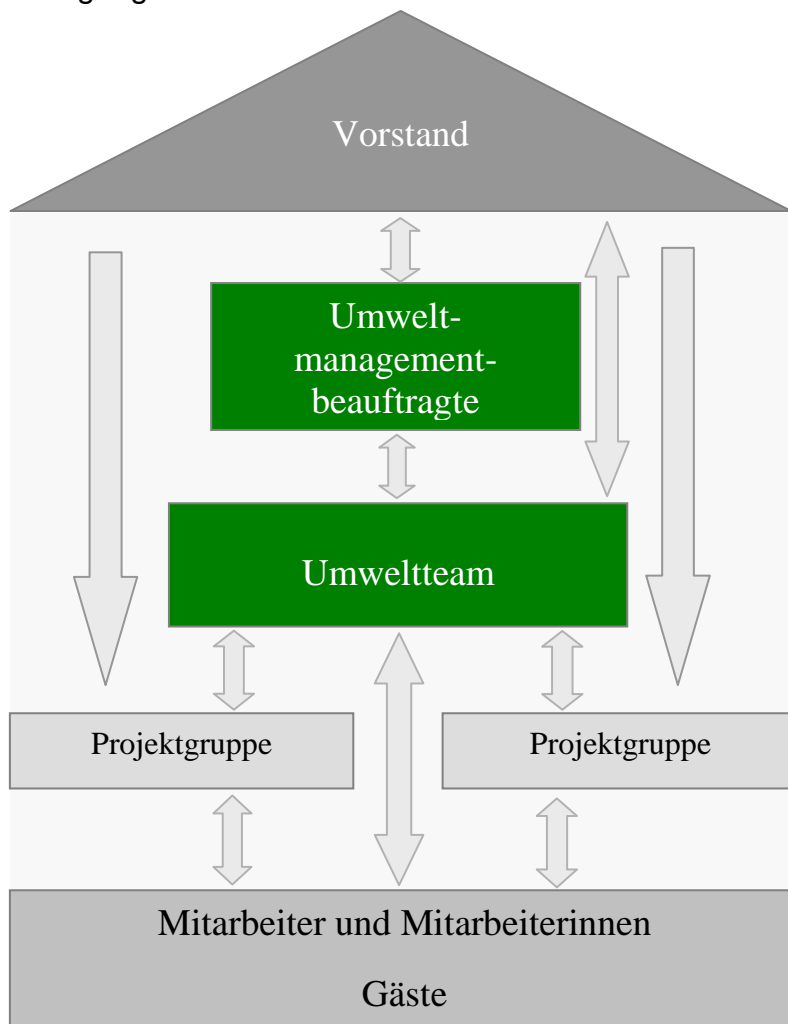 Vorstand
Umwelt-
management-
beauftragte
Umweltteam
Projektgruppe
Projektgruppe
Mitarbeiter und Mitarbeiterinnen
Gäste